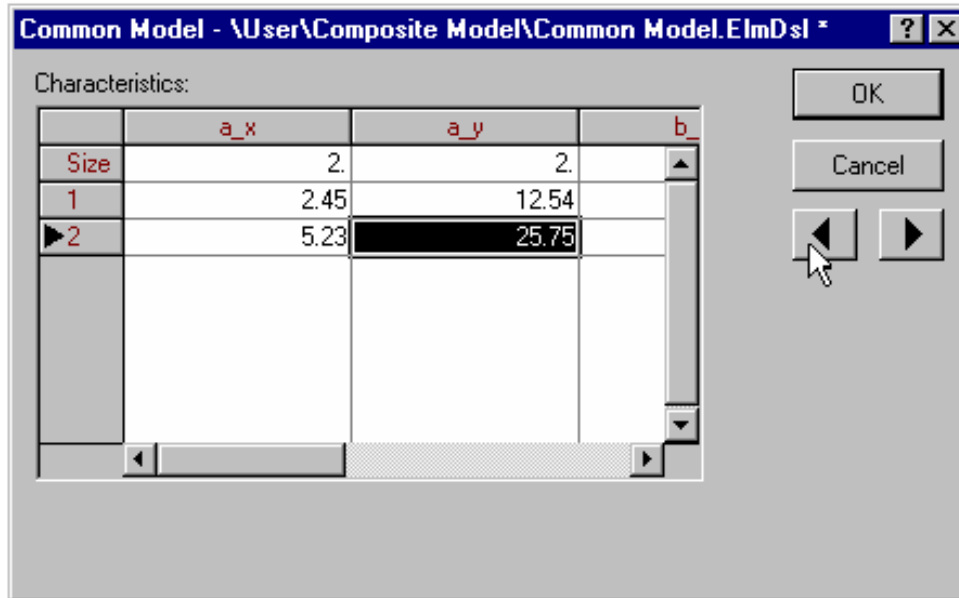 Common Model - \User\Composite Model\Common Model.ElmDsl *
Characteristics:
OK
a_x a_y b_
Size 2. 2.
Cancel
1 2.45 12.54
2 5.23 25.75